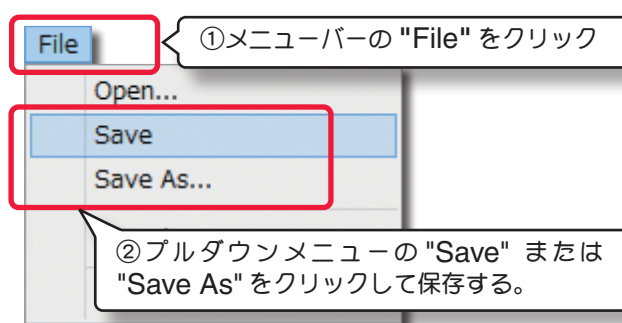 File
①メニューバーの "File" をクリック
Open...
Save
Save As...
②プルダウンメニューの "Save" または
"Save As" をクリックして保存する。